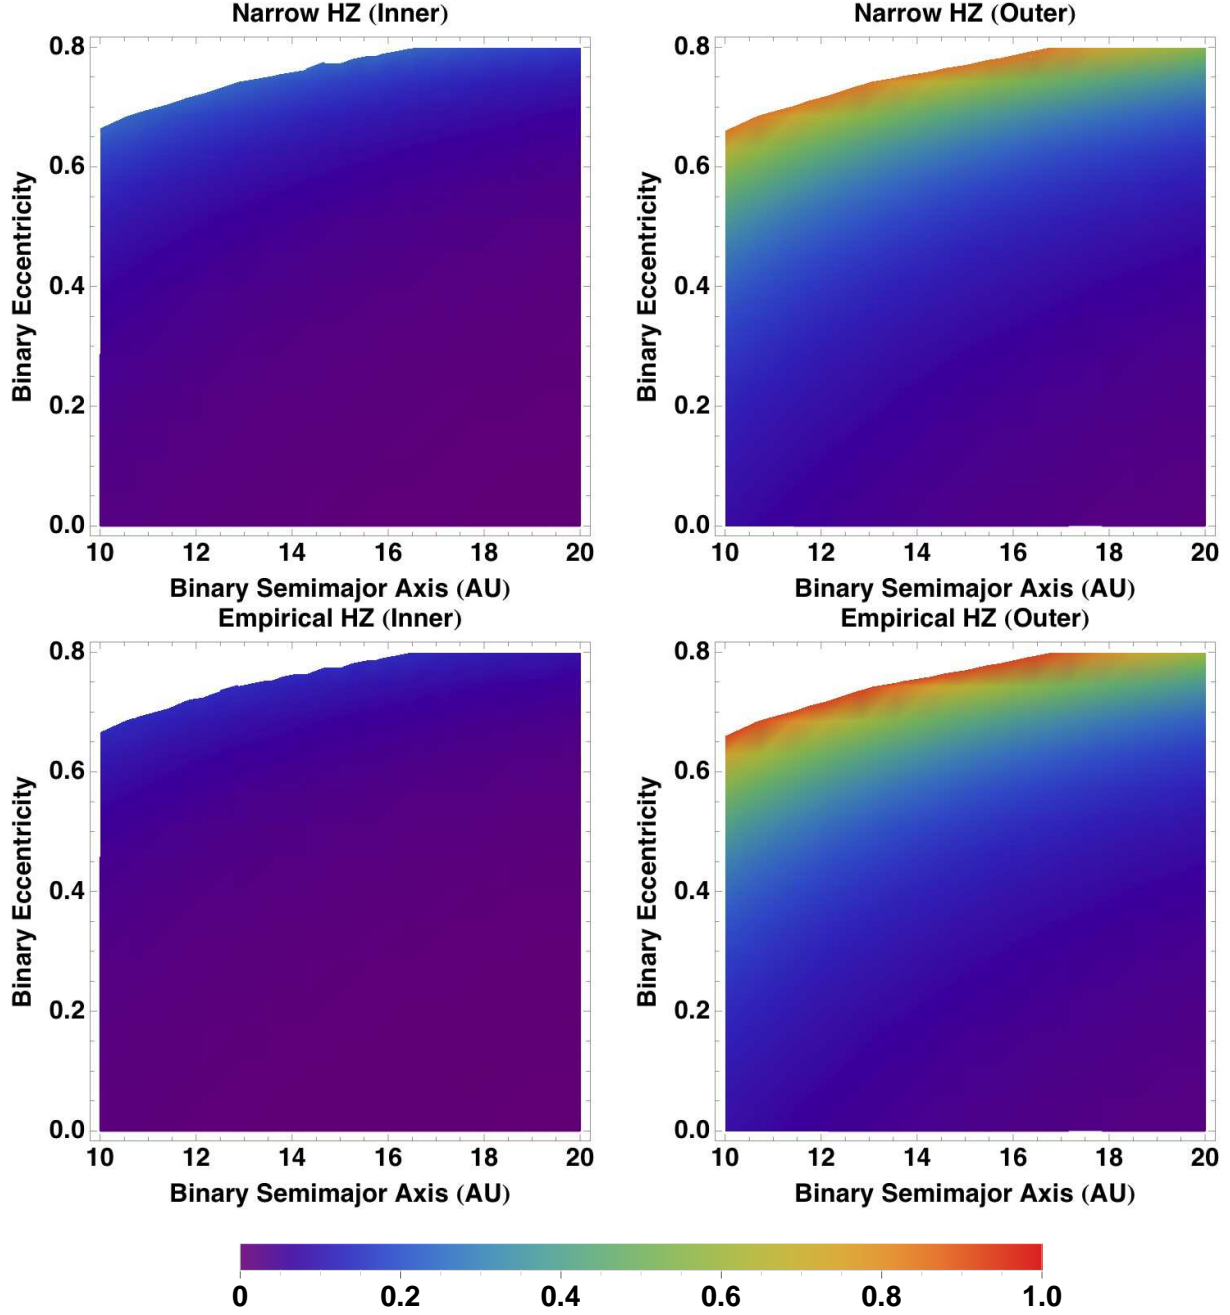 Narrow HZ (Inner)
Narrow HZ (Outer)
Binary Eccentricity
0.8
0.6
0.4
0.2
0.0
10 12 14 16 18 20
Binary Semimajor Axis (AU)
Binary Eccentricity
0.8
0.6
0.4
0.2
0.0
10 12 14 16 18 20
Binary Semimajor Axis (AU)
Empirical HZ (Inner)
Empirical HZ (Outer)
Binary Eccentricity
0.8
0.6
0.4
0.2
0.0
10 12 14 16 18 20
Binary Semimajor Axis (AU)
Binary Eccentricity
0.8
0.6
0.4
0.2
0.0
10 12 14 16 18 20
Binary Semimajor Axis (AU)
0 0.2 0.4 0.6 0.8 1.0